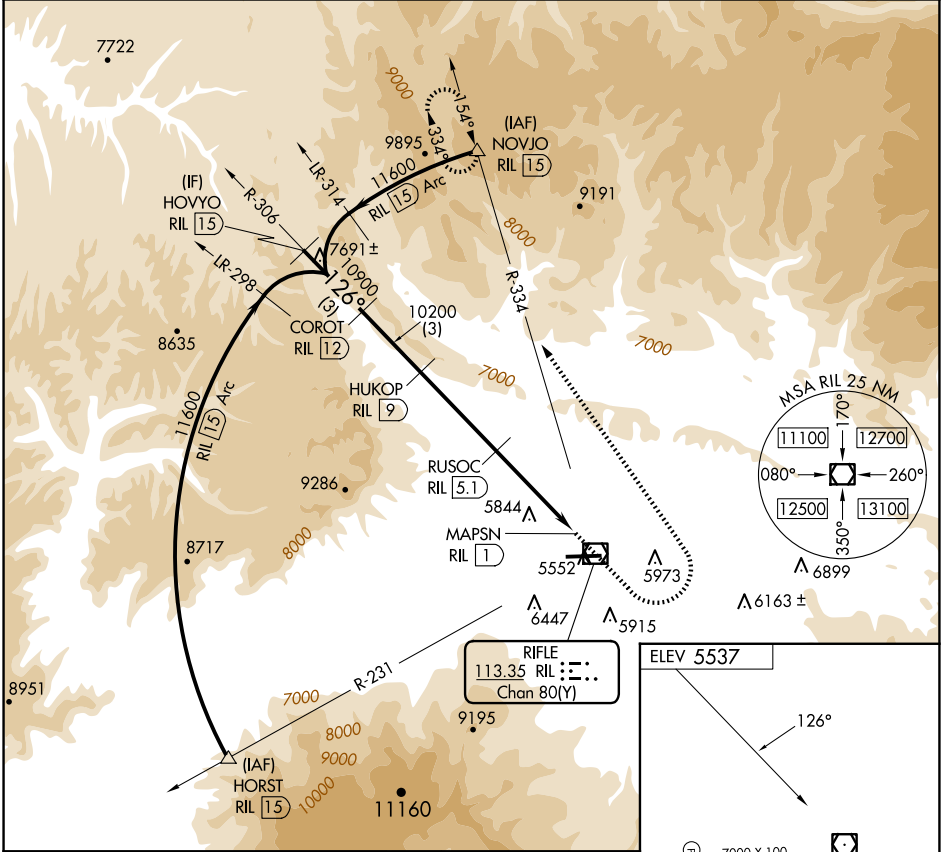 7722
9000
154°
334°
(IAF)
NOVJO
RIL 15
9895
11600
RIL 15 Arc
LR-314
R-306
(IF)
HOVYO
RIL 15
9191
8000
7691 ±
10900
126°
(3)
LR-298
R-334
COROT
RIL 12
10200
(3)
8635
7000
7000
HUKOP
RIL 9
11600
RIL 15 Arc
MSA RIL 25 NM
170°
11100
12700
080°
260°
12500
13100
350°
RUSOC
RIL 5.1
9286
5844
8000
MAPSN
RIL 1
8717
5552
5973
6899
6447
5915
6163 ±
RIFLE
113.35 RIL
Chan 80(Y)
R-231
8951
7000
8000
9000
10000
9195
(IAF)
HORST
RIL 15
11160
ELEV 5537
126°